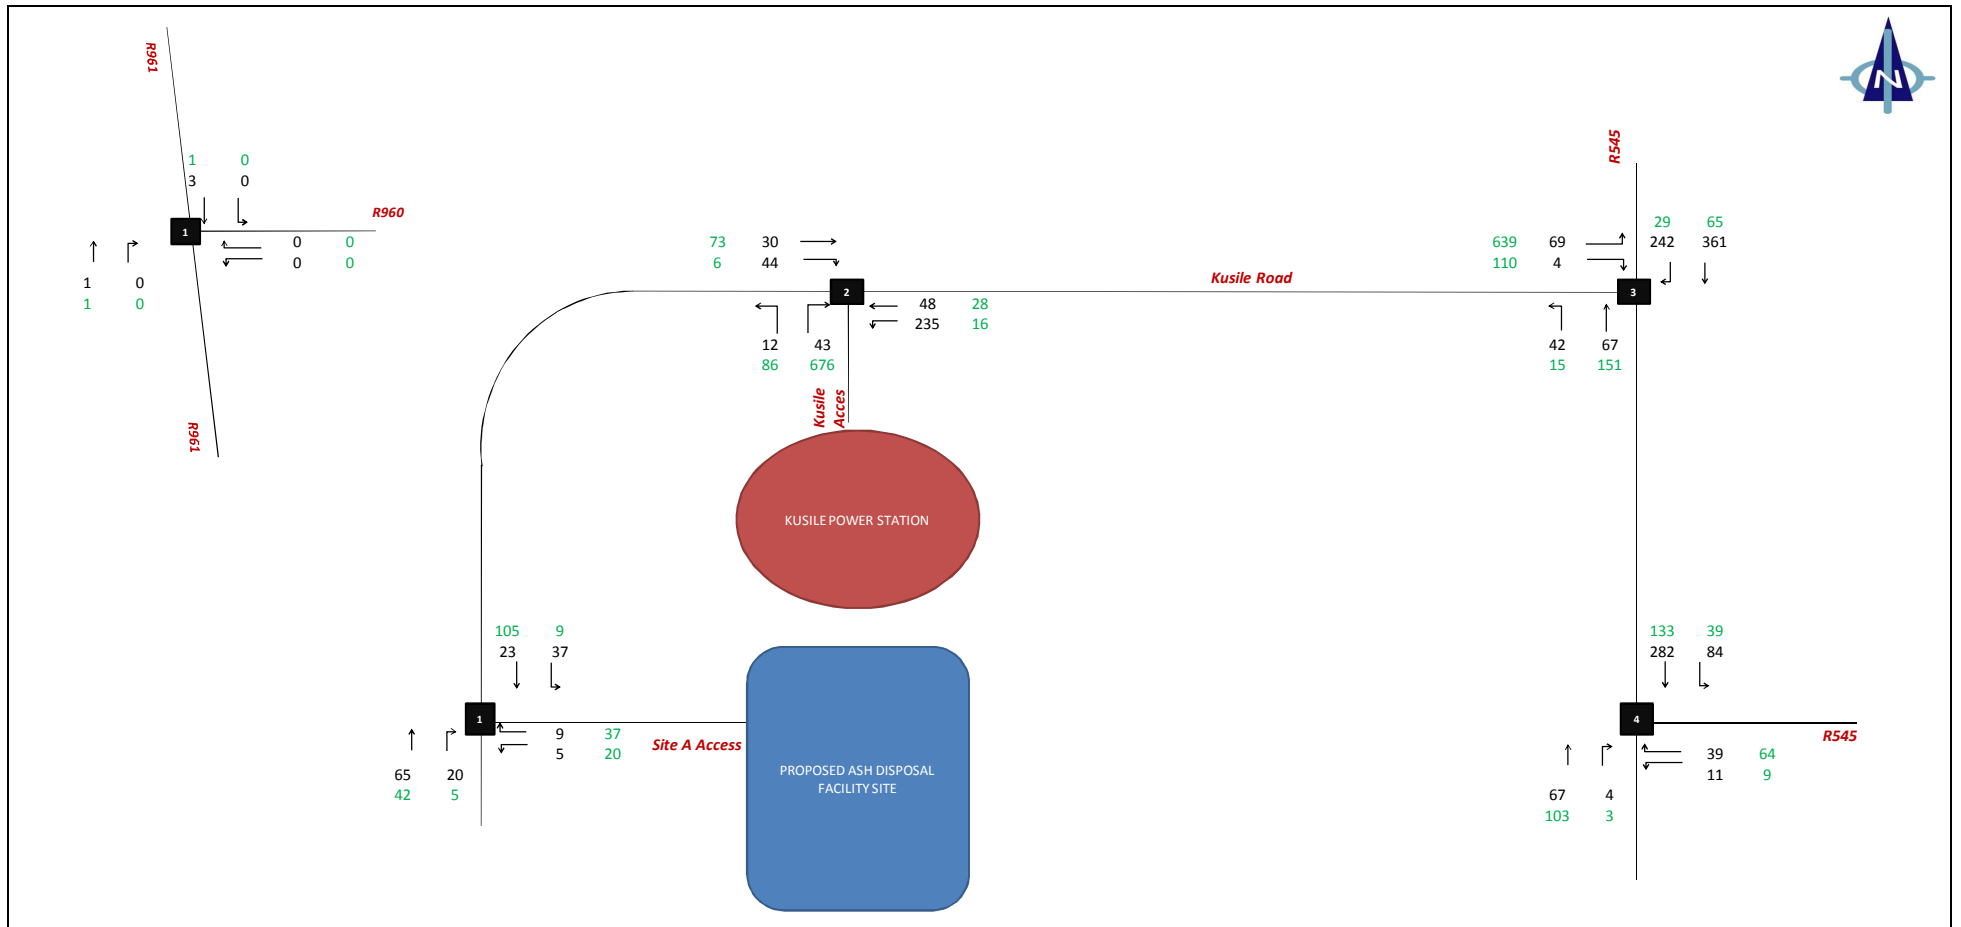 N
R961
R545
1 0
3 0
R960
1
0 0
0 0
1 0
1 0
R961
73 30
6 44
2
48 28
235 16
12 43
86 676
Kusile
Acces
Kusile Road
639 69
110 4
29 65
242 361
3
42 67
15 151
KUSILE POWER STATION
105 9
23 37
1
9 37
5 20
Site A Access
65 20
42 5
PROPOSED ASH DISPOSAL
FACILITY SITE
133 39
282 84
4
R545
39 64
11 9
67 4
103 3